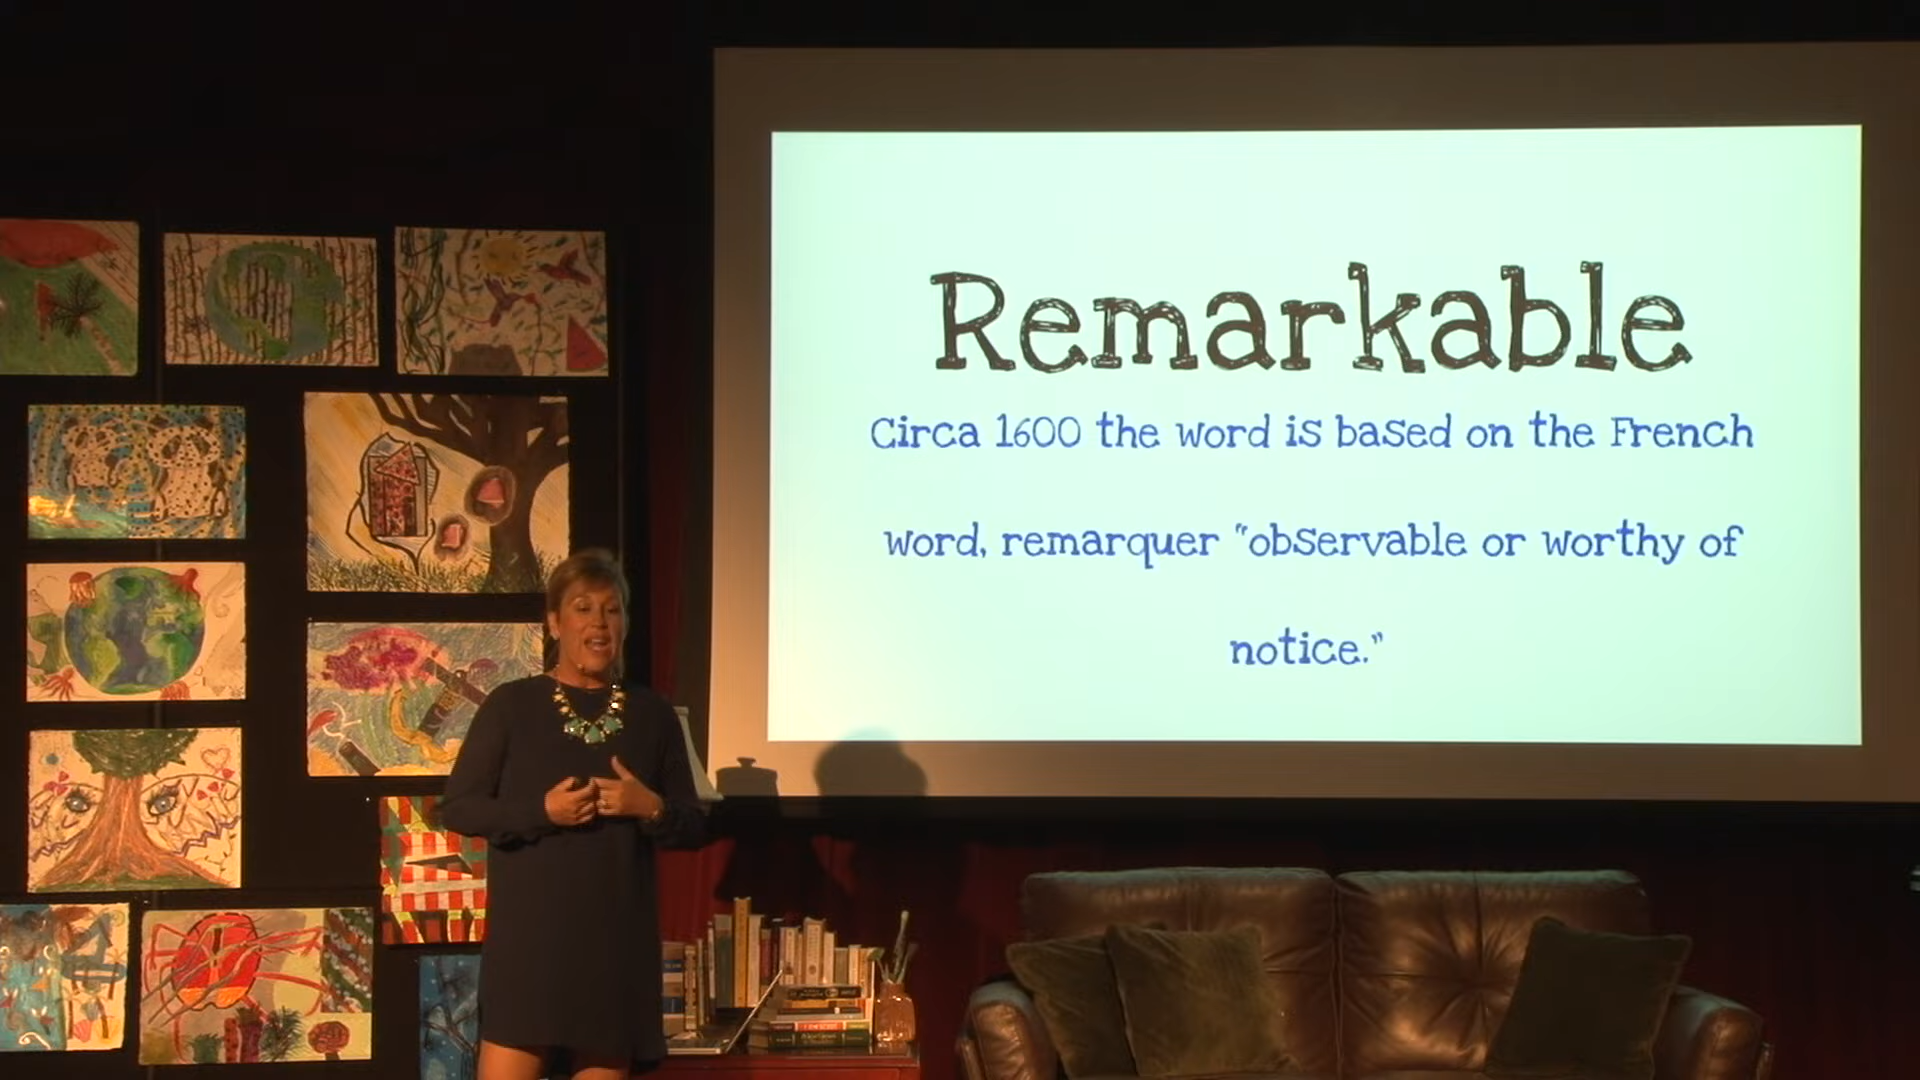 Remarkable
Circa 1600 the word is based on the French
word, remarquer "observable or worthy of
notice."